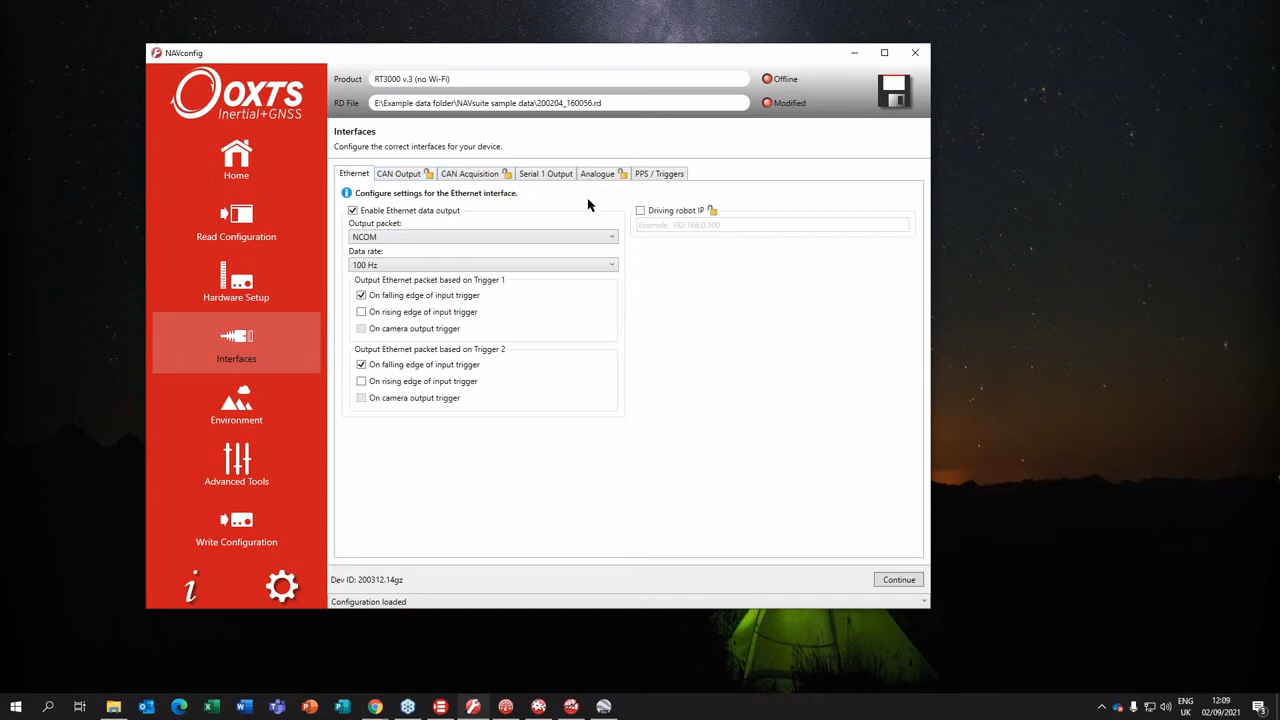 NAVconfig
OXTS
Inertial+GNSS
Home
Read Configuration
Hardware Setup
Interfaces
Environment
Advanced Tools
Write Configuration
i
Product
RT3000 v.3 (no Wi-Fi)
Offline
RD File
E:\Example data folder\NAVsuite sample data\200204_160056.rd
Modified
Interfaces
Configure the correct interfaces for your device.
Ethernet
CAN Output
CAN Acquisition
Serial 1 Output
Analogue
PPS / Triggers
Configure settings for the Ethernet interface.
Enable Ethernet data output
Output packet:
NCOM
Data rate:
100 Hz
Output Ethernet packet based on Trigger 1
On falling edge of input trigger
On rising edge of input trigger
On camera output trigger
Output Ethernet packet based on Trigger 2
On falling edge of input trigger
On rising edge of input trigger
On camera output trigger
Driving robot IP
Example, 192.168.0.100
Dev ID: 200312.14gz
Continue
Configuration loaded
ENG
UK
12:09
02/09/2021